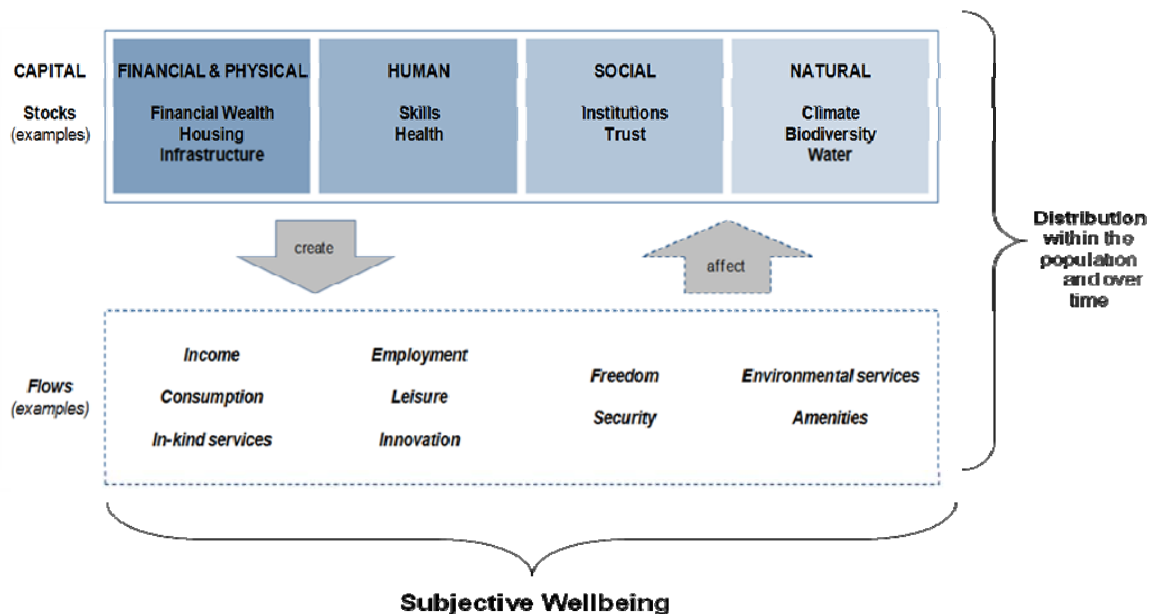 CAPITAL
Stocks
(examples)
FINANCIAL & PHYSICAL
Financial Wealth
Housing
Infrastructure
HUMAN
Skills
Health
SOCIAL
Institutions
Trust
NATURAL
Climate
Biodiversity
Water
create
affect
Distribution
within the
population
and over
time
Flows
(examples)
Income
Consumption
In-kind services
Employment
Leisure
Innovation
Freedom
Security
Environmental services
Amenities
Subjective Wellbeing